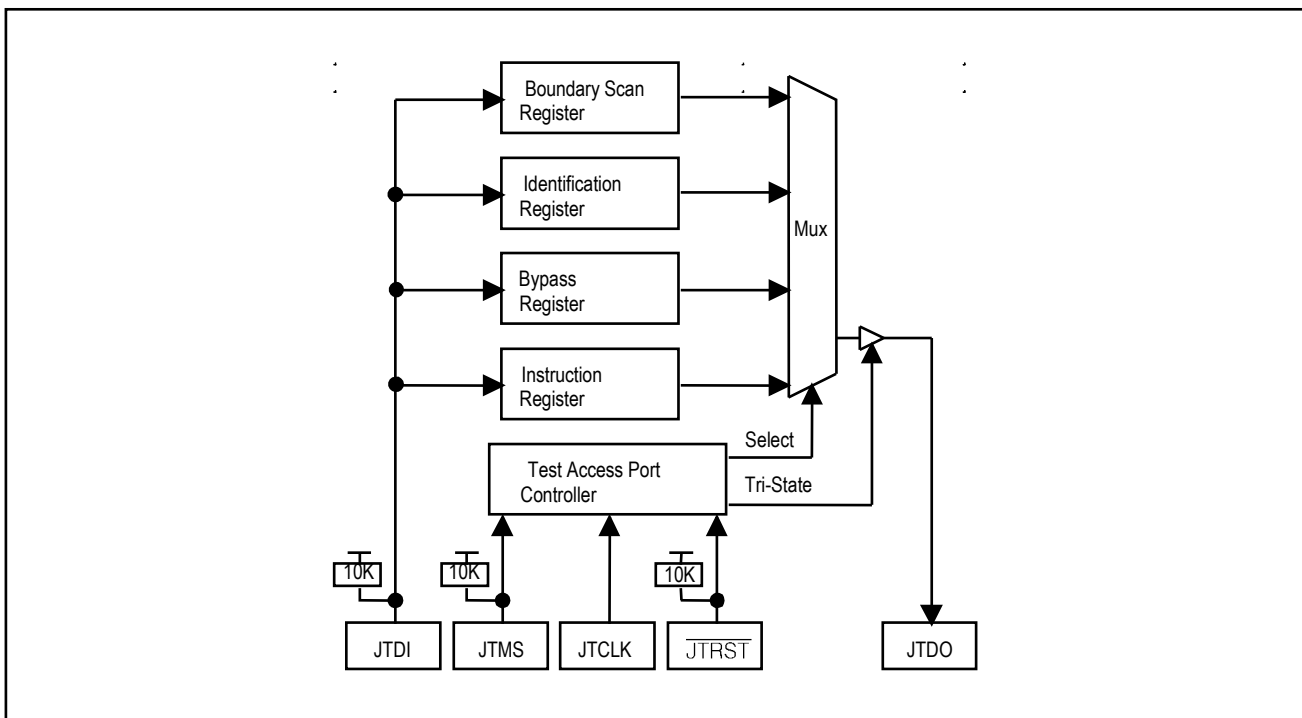 Boundary Scan
Register
Identification
Register
Mux
Bypass
Register
Instruction
Register
Select
Test Access Port
Controller
Tri-State
10K
10K
10K
JTDI
JTMS
JTCLK
JTRST
JTDO